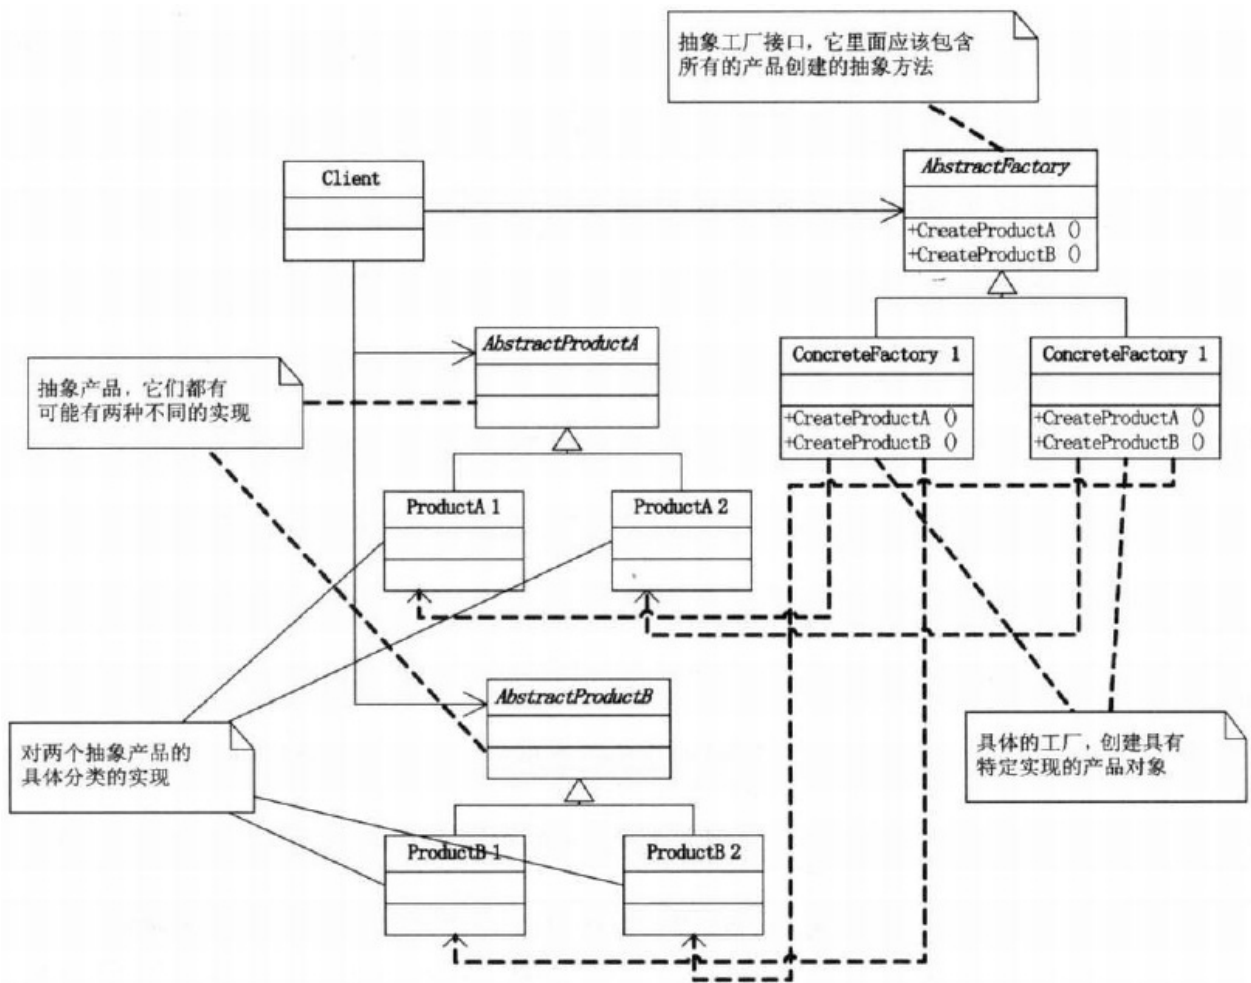 抽象工厂接口，它里面应该包含
所有的产品创建的抽象方法
Client
AbstractFactory
+CreateProductA ()
+CreateProductB ()
AbstractProductA
ConcreteFactory 1
+CreateProductA ()
+CreateProductB ()
ConcreteFactory 1
+CreateProductA ()
+CreateProductB ()
抽象产品，它们都有
可能有两种不同的实现
ProductA 1
ProductA 2
AbstractProductB
对两个抽象产品的
具体分类的实现
具体的工厂，创建具有
特定实现的产品对象
ProductB 1
ProductB 2